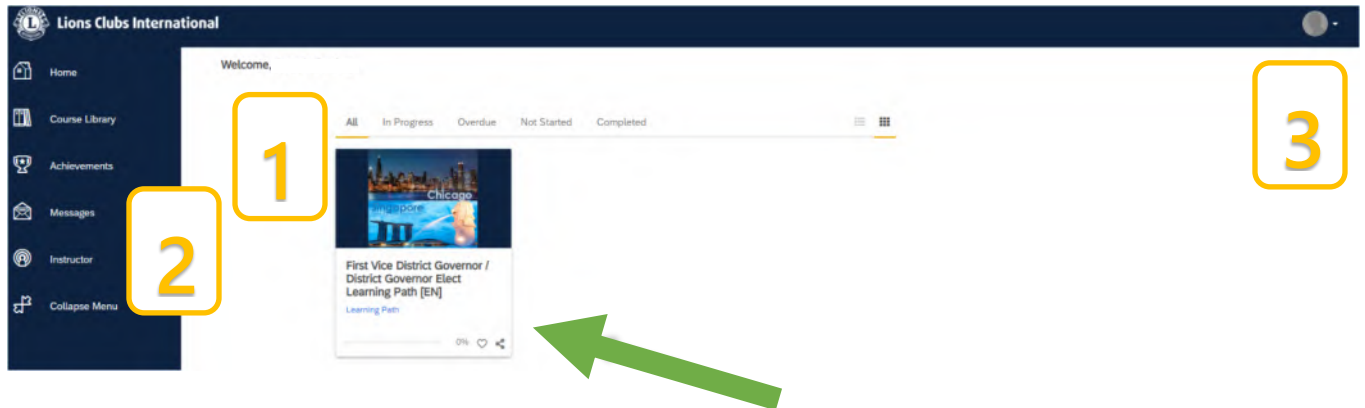 Lions Clubs International
Home
Course Library
Achievements
Messages
Instructor
Collapse Menu
Welcome,
1
2
3
All In Progress Overdue Not Started Completed
Chicago
Singapore
First Vice District Governor /
District Governor Elect
Learning Path [EN]
Learning Path
0%